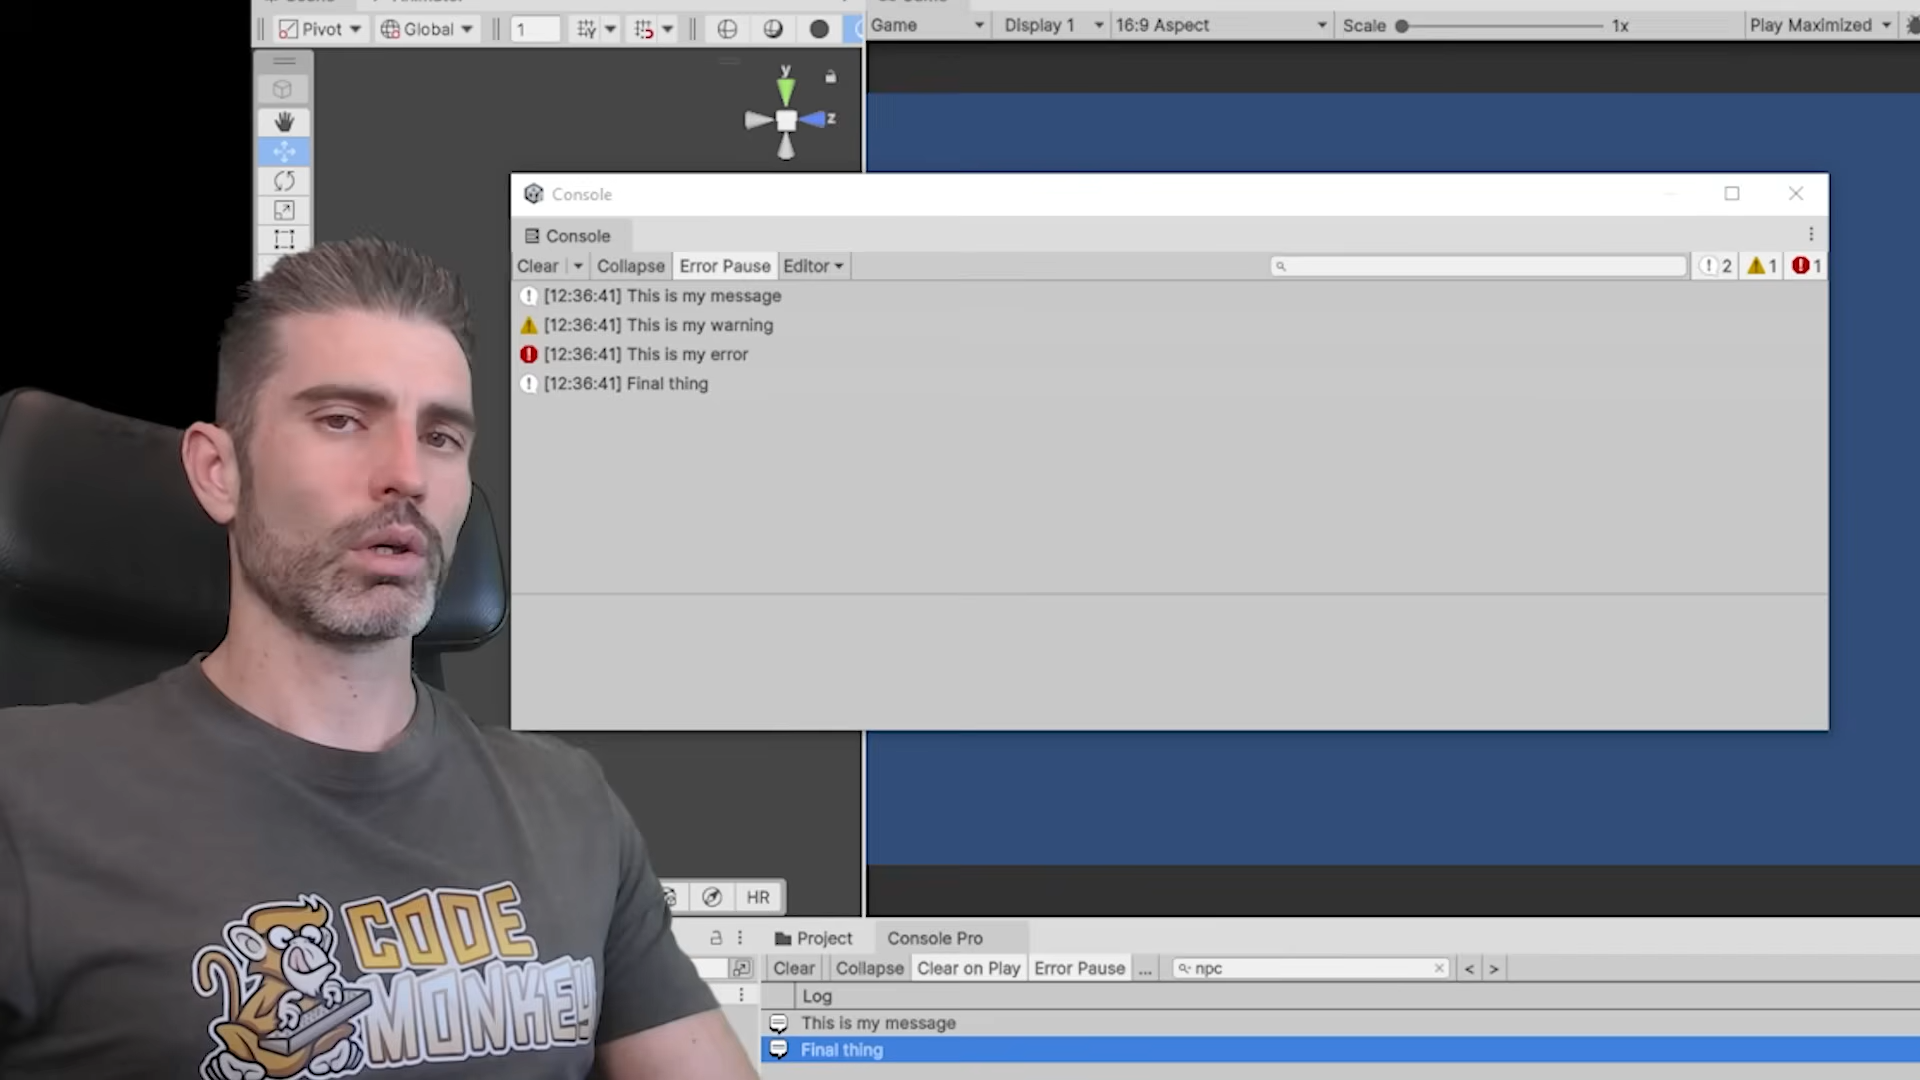 Pivot Global 1
Game Display 1 16:9 Aspect Scale 1x Play Maximized
y
z
Console
Console
Clear Collapse Error Pause Editor 2 1 1
[12:36:41] This is my message
[12:36:41] This is my warning
[12:36:41] This is my error
[12:36:41] Final thing
HR
Project Console Pro
Clear Collapse Clear on Play Error Pause ... npc < >
Log
This is my message
Final thing
CODE
MONKEY